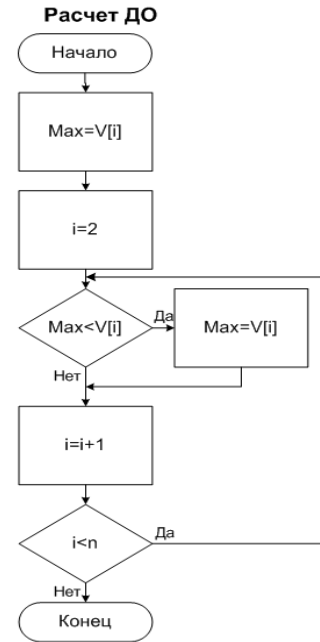 Расчет ДО
Начало
Max=V[i]
i=2
Max<V[i]
Да
Max=V[i]
Нет
i=i+1
i<n
Да
Нет
Конец